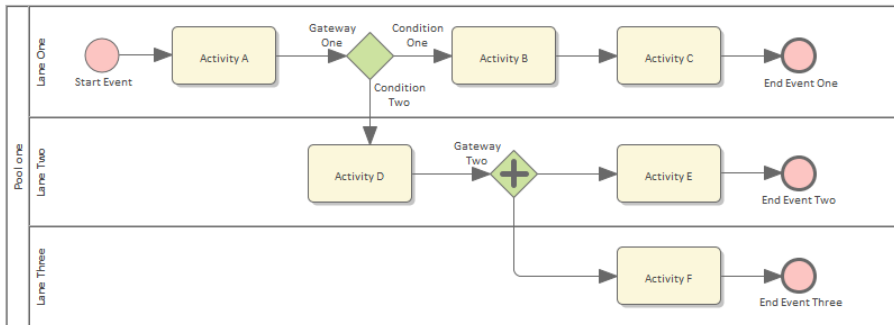 Pool one
Lane One
Start Event
Activity A
Gateway
One
Condition
One
Activity B
Activity C
End Event One
Condition
Two
Lane Two
Activity D
Gateway
Two
Activity E
End Event Two
Lane Three
Activity F
End Event Three